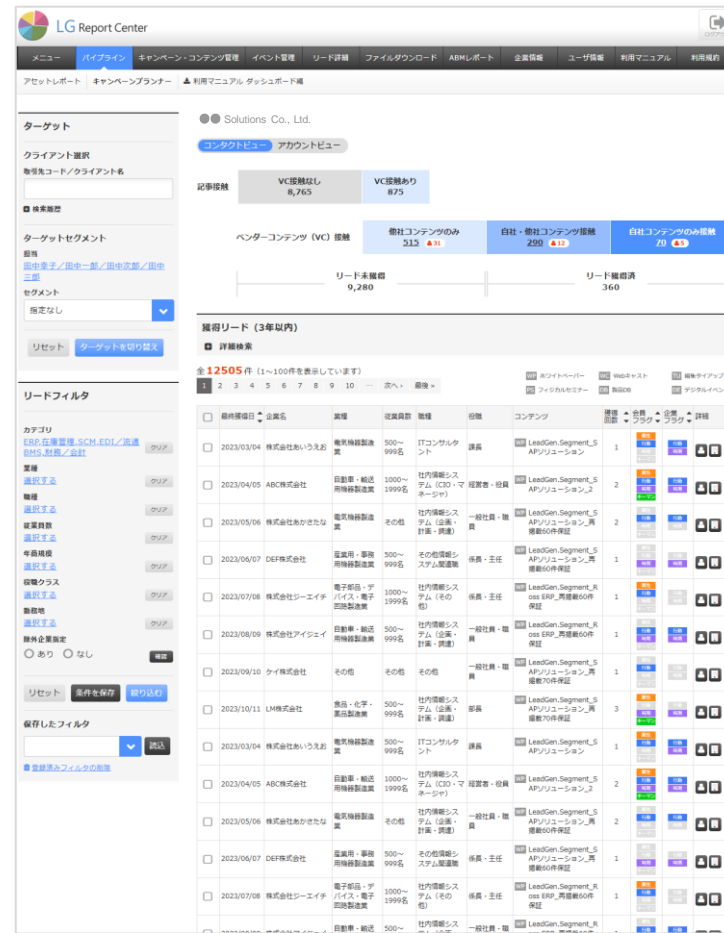 LG Report Center
メニュー パイプライン キャンペーン・コンテンツ管理 イベント管理 リード詳細 ファイルダウンロード ABMレポート 企業情報 ユーザ情報 利用マニュアル 利用規約
アセットレポート キャンペーンプランナー 利用マニュアル ダッシュボード編
ターゲット
クライアント選択
取引先コード/クライアント名
検索履歴
ターゲットセグメント
担当
田中幸子/田中一郎/田中次郎/田中
三郎
セグメント
指定なし
リセット ターゲットを切り替え
リードフィルタ
カテゴリ
ERP,在庫管理,SCM,EDI/流通
BMS,財務/会計 クリア
業種
選択する クリア
職種
選択する クリア
従業員数
選択する クリア
年商規模
選択する クリア
役職クラス
選択する クリア
勤務地
選択する クリア
除外企業指定
あり なし 確認
リセット 条件を保存 絞り込む
保存したフィルタ
読込
登録済みフィルタの削除
●● Solutions Co., Ltd.
コンタクトビュー アカウントビュー
記事接触
VC接触なし
8,765
VC接触あり
875
ベンダーコンテンツ(VC)接触
他社コンテンツのみ
515 31
自社・他社コンテンツ接触
290 12
自社コンテンツのみ接触
70 5
リード未獲得
9,280
リード獲得済
360
獲得リード(3年以内)
詳細検索
全12505件(1~100件を表示しています)
1 2 3 4 5 6 7 8 9 10 … 次へ› 最後»
WP ホワイトペーパー WC Webキャスト TU 編集タイアップ
PS フィジカルセミナー DB 製品DB DE デジタルイベン
最終獲得日 企業名 業種 従業員数 職種 役職 コンテンツ 獲得回数 会員フラグ 企業フラグ 詳細
2023/03/04 株式会社あいうえお 電気機器製造業 500~999名 ITコンサルタント 課長 WP LeadGen.Segment_SAPソリューション 1
2023/04/05 ABC株式会社 自動車・輸送用機器製造業 1000~1999名 社内情報システム(CIO・マネージャ) 経営者・役員 WP LeadGen.Segment_SAPソリューション_2 2
2023/05/06 株式会社あかさたな 電気機器製造業 その他 社内情報システム(企画・計画・調達) 一般社員・職員 WP LeadGen.Segment_SAPソリューション_再掲載60件保証 2
2023/06/07 DEF株式会社 産業用・事務用機器製造業 500~999名 その他情報システム関連職 係長・主任 WP LeadGen.Segment_SAPソリューション_再掲載60件保証 1
2023/07/08 株式会社ジーエイチ 電子部品・デバイス・電子回路製造業 1000~1999名 社内情報システム(その他) 係長・主任 WP LeadGen.Segment_Ross ERP_再掲載60件保証 1
2023/08/09 株式会社アイジェイ 自動車・輸送用機器製造業 500~999名 社内情報システム(企画・計画・調達) 一般社員・職員 WP LeadGen.Segment_Ross ERP_再掲載60件保証 1
2023/09/10 ケイ株式会社 その他 その他 その他 一般社員・職員 WP LeadGen.Segment_SAPソリューション_再掲載70件保証 1
2023/10/11 LM株式会社 食品・化学・薬品製造業 500~999名 社内情報システム(企画・計画・調達) 部長 WP LeadGen.Segment_SAPソリューション_再掲載70件保証 3
2023/03/04 株式会社あいうえお 電気機器製造業 500~999名 ITコンサルタント 課長 WP LeadGen.Segment_SAPソリューション 1
2023/04/05 ABC株式会社 自動車・輸送用機器製造業 1000~1999名 社内情報システム(CIO・マネージャ) 経営者・役員 WP LeadGen.Segment_SAPソリューション_2 2
2023/05/06 株式会社あかさたな 電気機器製造業 その他 社内情報システム(企画・計画・調達) 一般社員・職員 WP LeadGen.Segment_SAPソリューション_再掲載60件保証 2
2023/06/07 DEF株式会社 産業用・事務用機器製造業 500~999名 その他情報システム関連職 係長・主任 WP LeadGen.Segment_SAPソリューション_再掲載60件保証 1
2023/07/08 株式会社ジーエイチ 電子部品・デバイス・電子回路製造業 1000~1999名 社内情報システム(その他) 係長・主任 WP LeadGen.Segment_Ross ERP_再掲載60件保証 1
自動車・輸送 500~ 社内情報システム 一般社員・職 WP LeadGen.Segment_R